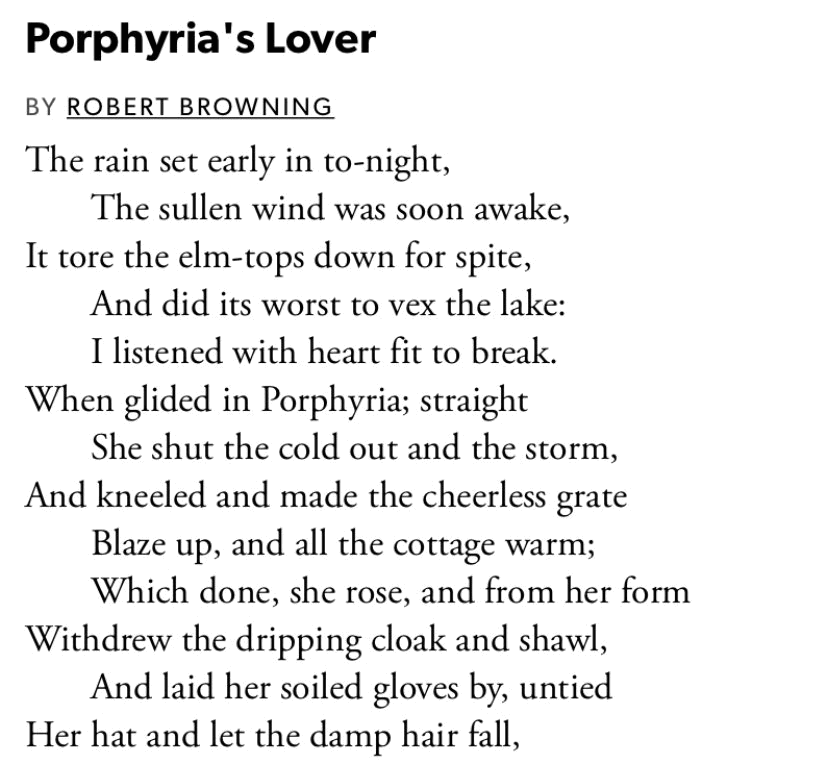 Porphyria's Lover
BY ROBERT BROWNING
The rain set early in to-night,
The sullen wind was soon awake,
It tore the elm-tops down for spite,
And did its worst to vex the lake:
I listened with heart fit to break.
When glided in Porphyria; straight
She shut the cold out and the storm,
And kneeled and made the cheerless grate
Blaze up, and all the cottage warm;
Which done, she rose, and from her form
Withdrew the dripping cloak and shawl,
And laid her soiled gloves by, untied
Her hat and let the damp hair fall,